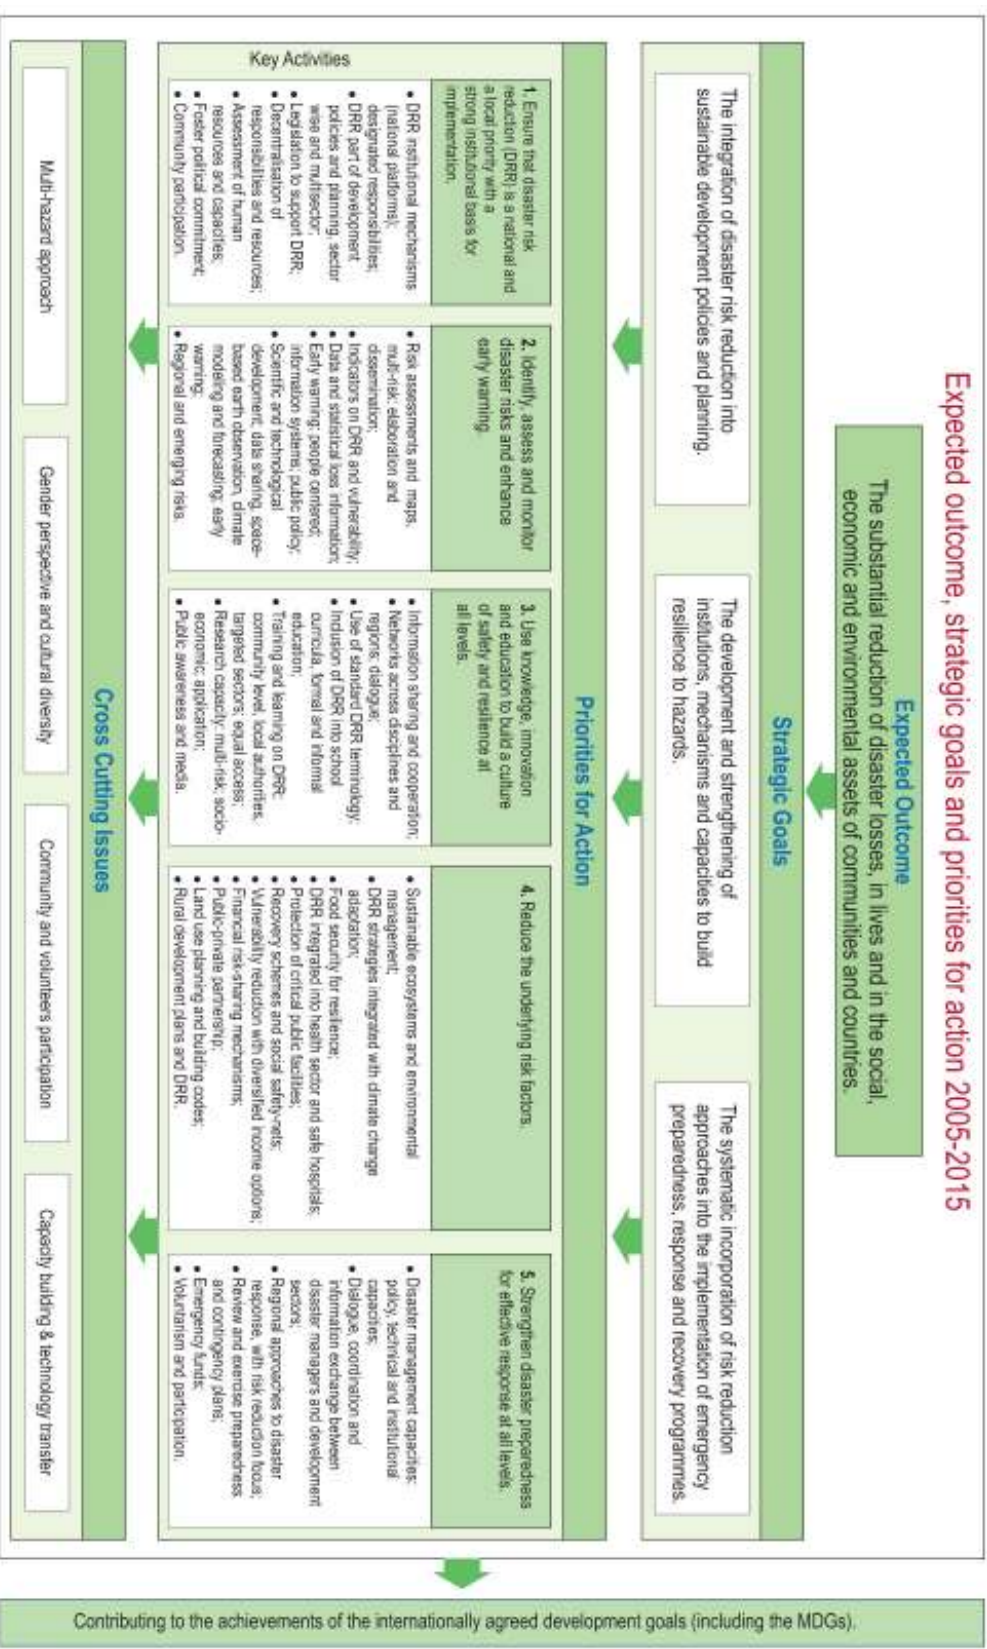 Expected outcome, strategic goals and priorities for action 2005-2015
Expected Outcome
The substantial reduction of disaster losses, in lives and in the social,
economic and environmental assets of communities and countries.
Strategic Goals
The integration of disaster risk reduction into
sustainable development policies and planning.
The development and strengthening of
institutions, mechanisms and capacities to build
resilience to hazards.
The systematic incorporation of risk reduction
approaches into the implementation of emergency
preparedness, response and recovery programmes.
Priorities for Action
1. Ensure that disaster risk
reduction (DRR) is a national and
a local priority with a
strong institutional basis for
implementation.
2. Identify, assess and monitor
disaster risks and enhance
early warning.
3. Use knowledge, innovation
and education to build a culture
of safety and resilience at
all levels.
4. Reduce the underlying risk factors.
5. Strengthen disaster preparedness
for effective response at all levels.
Key Activities
• DRR institutional mechanisms
(national platforms);
designated responsibilities;
• DRR part of development
policies and planning, sector
wise and multisector;
• Legislation to support DRR;
• Decentralisation of
responsibilities and resources;
• Assessment of human
resources and capacities;
• Foster political commitment;
• Community participation.
• Risk assessments and maps,
multi-risk: elaboration and
dissemination;
• Indicators on DRR and vulnerability;
• Data and statistical loss information;
• Early warning; people centered;
information systems; public policy;
• Scientific and technological
development; data sharing, space-
based earth observation, climate
modeling and forecasting; early
warning;
• Regional and emerging risks.
• Information sharing and cooperation;
• Networks across disciplines and
regions; dialogue;
• Use of standard DRR terminology;
• Inclusion of DRR into school
curricula, formal and informal
education;
• Training and learning on DRR:
community level, local authorities,
targeted sectors; equal access;
• Research capacity: multi-risk; socio-
economic; application;
• Public awareness and media.
• Sustainable ecosystems and environmental
management;
• DRR strategies integrated with climate change
adaptation;
• Food security for resilience;
• DRR integrated into health sector and safe hospitals;
• Protection of critical public facilities;
• Recovery schemes and social safety-nets;
• Vulnerability reduction with diversified income options;
• Financial risk-sharing mechanisms;
• Public-private partnership;
• Land use planning and building codes;
• Rural development plans and DRR.
• Disaster management capacities:
policy, technical and institutional
capacities;
• Dialogue, coordination and
information exchange between
disaster managers and development
sectors;
• Regional approaches to disaster
response, with risk reduction focus;
• Review and exercise preparedness
and contingency plans;
• Emergency funds;
• Voluntarism and participation.
Cross Cutting Issues
Multi-hazard approach
Gender perspective and cultural diversity
Community and volunteers participation
Capacity building & technology transfer
Contributing to the achievements of the internationally agreed development goals (including the MDGs).